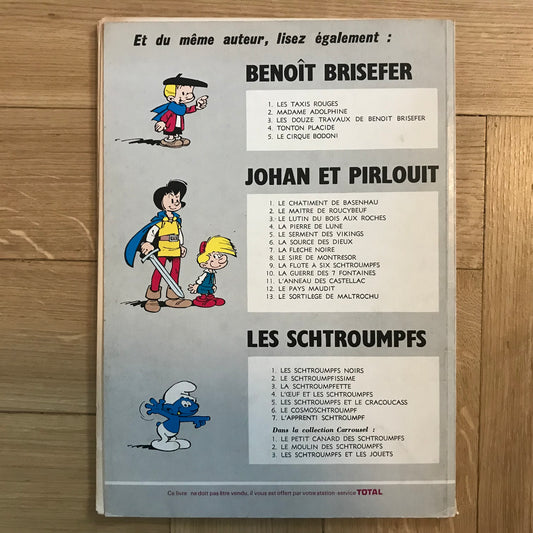 Et du même auteur, lisez également :
BENOÎT BRISEFER
1. LES TAXIS ROUGES
2. MADAME ADOLPHINE
3. LES DOUZE TRAVAUX DE BENOIT BRISEFER
4. TONTON PLACIDE
5. LE CIRQUE BODONI
JOHAN ET PIRLOUIT
1. LE CHATIMENT DE BASENHAU
2. LE MAITRE DE ROUCYBEUF
3. LE LUTIN DU BOIS AUX ROCHES
4. LA PIERRE DE LUNE
5. LE SERMENT DES VIKINGS
6. LA SOURCE DES DIEUX
7. LA FLECHE NOIRE
8. LE SIRE DE MONTRESOR
9. LA FLUTE A SIX SCHTROUMPFS
10. LA GUERRE DES 7 FONTAINES
11. L'ANNEAU DES CASTELLAC
12. LE PAYS MAUDIT
13. LE SORTILEGE DE MALTROCHU
LES SCHTROUMPFS
1. LES SCHTROUMPFS NOIRS
2. LE SCHTROUMPFISSIME
3. LA SCHTROUMPFETTE
4. L'ŒUF ET LES SCHTROUMPFS
5. LES SCHTROUMPFS ET LE CRACOUCASS
6. LE COSMOSCHTROUMPF
7. L'APPRENTI SCHTROUMPF
Dans la collection Carrousel :
1. LE PETIT CANARD DES SCHTROUMPFS
2. LE MOULIN DES SCHTROUMPFS
3. LES SCHTROUMPFS ET LES JOUETS
Ce livre ne doit pas être vendu, il vous est offert par votre station-service TOTAL